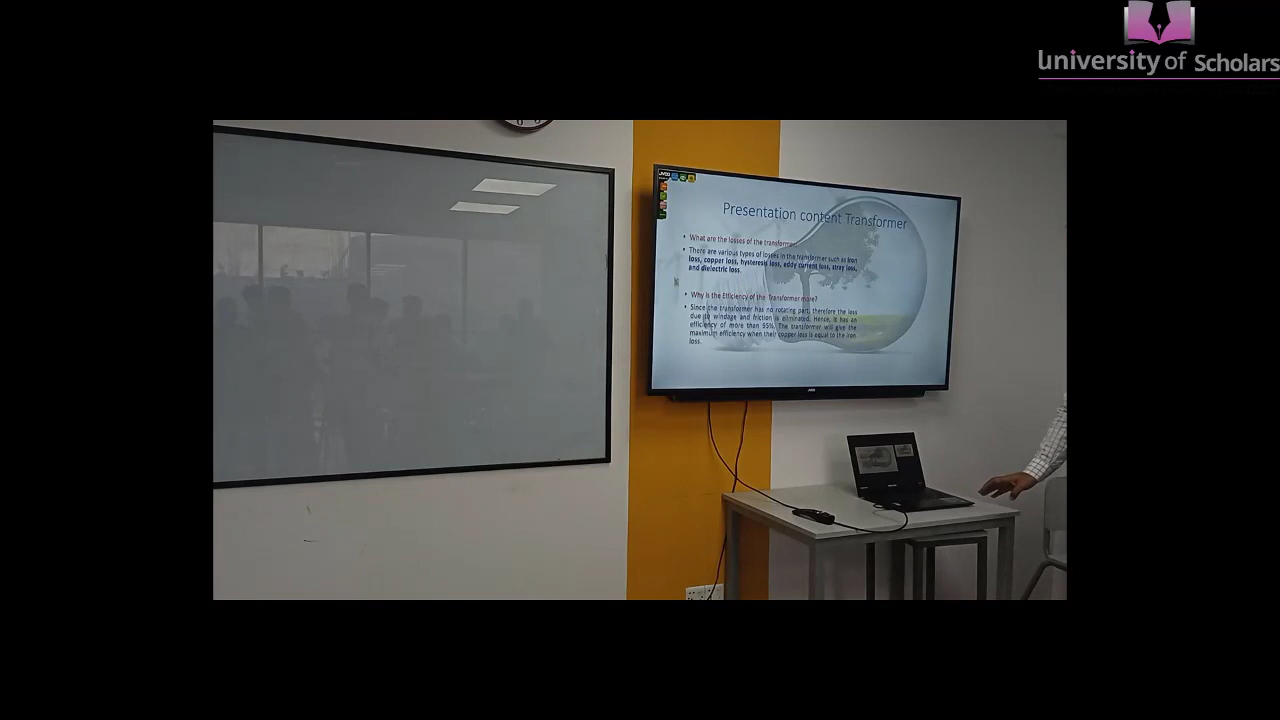 University of Scholars
Presentation content Transformer
• What are the losses of the transformer?
• There are various types of losses in the transformer such as iron
loss, copper loss, hysteresis loss, eddy current loss, stray loss,
and dielectric loss.
• Why is the Efficiency of the Transformer more?
• Since the transformer has no rotating part, therefore the loss
due to windage and friction is eliminated. Hence, it has an
efficiency of more than 95%. The transformer will give the
maximum efficiency when their copper loss is equal to the iron
loss.